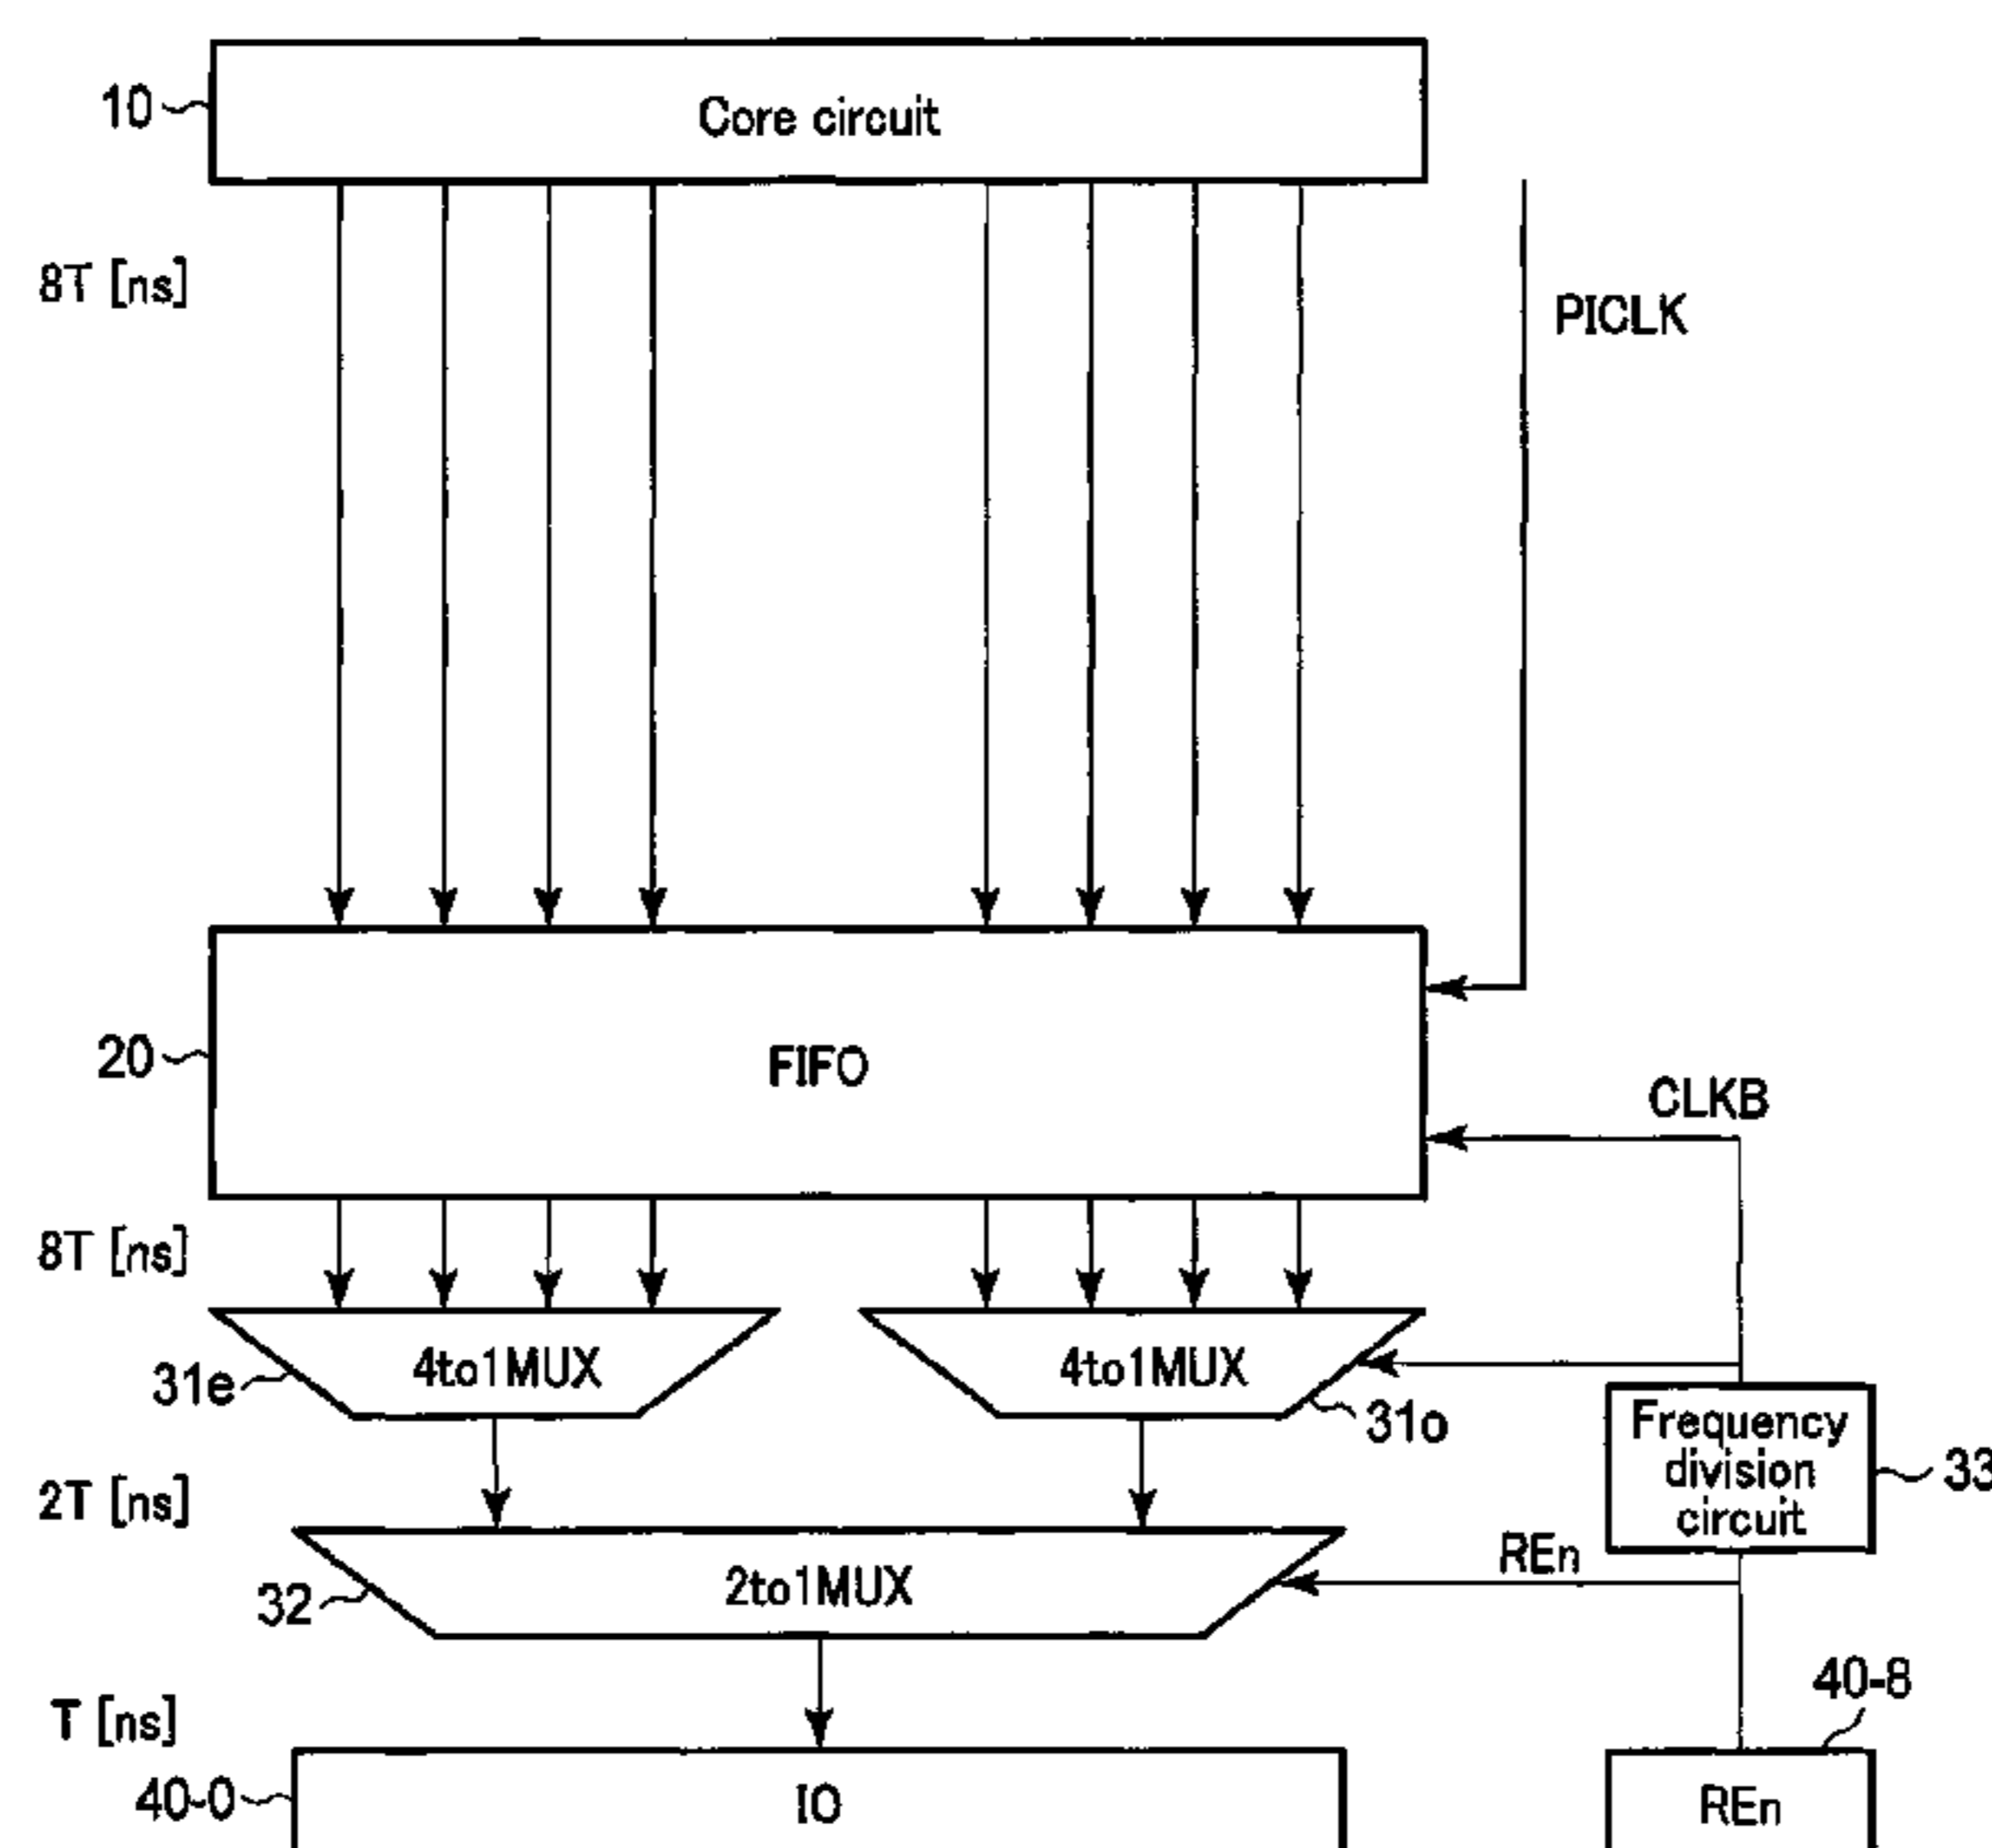 10
Core circuit
8T [ns]
PICLK
20
FIFO
CLKB
8T [ns]
31e
4to1MUX
4to1MUX
31o
Frequency
division
circuit
33
2T [ns]
REn
32
2to1MUX
T [ns]
40-8
40-0
IO
REn